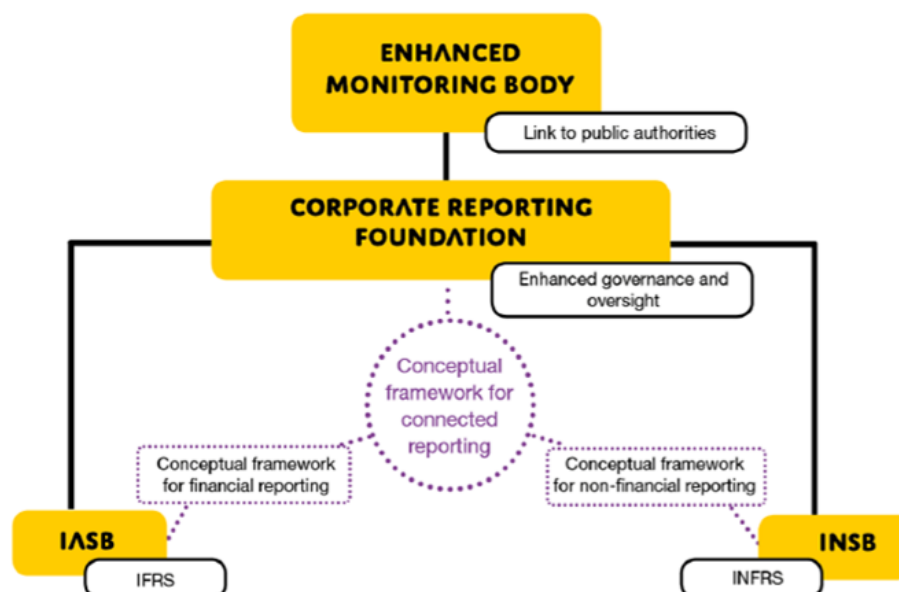 ENHANCED
MONITORING BODY
Link to public authorities
CORPORATE REPORTING
FOUNDATION
Enhanced governance and
oversight
Conceptual
framework for
connected
reporting
Conceptual framework
for financial reporting
Conceptual framework
for non-financial reporting
IASB
IFRS
INSB
INFRS